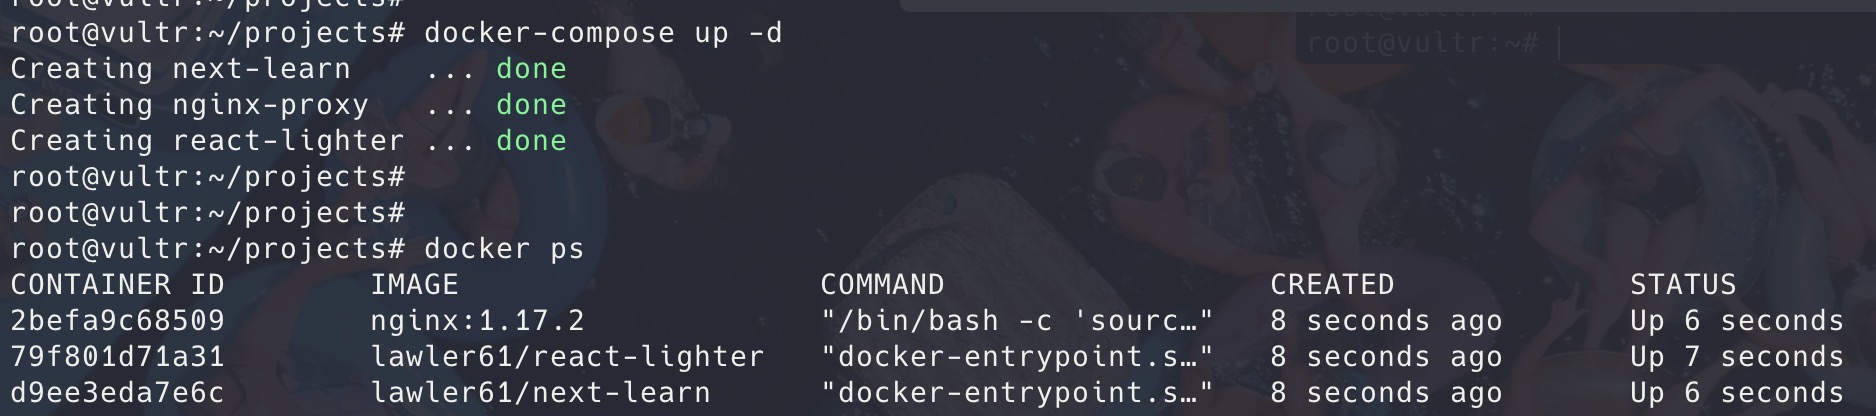 root@vultr:~/projects#
root@vultr:~/projects# docker-compose up -d
root@vultr:~#
Creating next-learn    ... done
Creating nginx-proxy   ... done
Creating react-lighter ... done
root@vultr:~/projects#
root@vultr:~/projects#
root@vultr:~/projects# docker ps
CONTAINER ID        IMAGE                    COMMAND                  CREATED             STATUS
2befa9c68509        nginx:1.17.2             "/bin/bash -c 'sourc…"   8 seconds ago       Up 6 seconds
79f801d71a31        lawler61/react-lighter   "docker-entrypoint.s…"   8 seconds ago       Up 7 seconds
d9ee3eda7e6c        lawler61/next-learn      "docker-entrypoint.s…"   8 seconds ago       Up 6 seconds